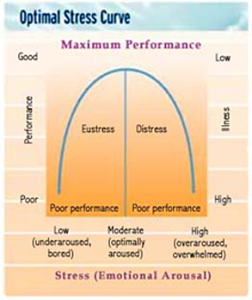 Optimal Stress Curve
Maximum Performance
Good
Low
Performance
Illness
Eustress
Distress
Poor
High
Poor performance
Poor performance
Low
(underaroused,
bored)
Moderate
(optimally
aroused)
High
(overaroused,
overwhelmed)
Stress (Emotional Arousal)